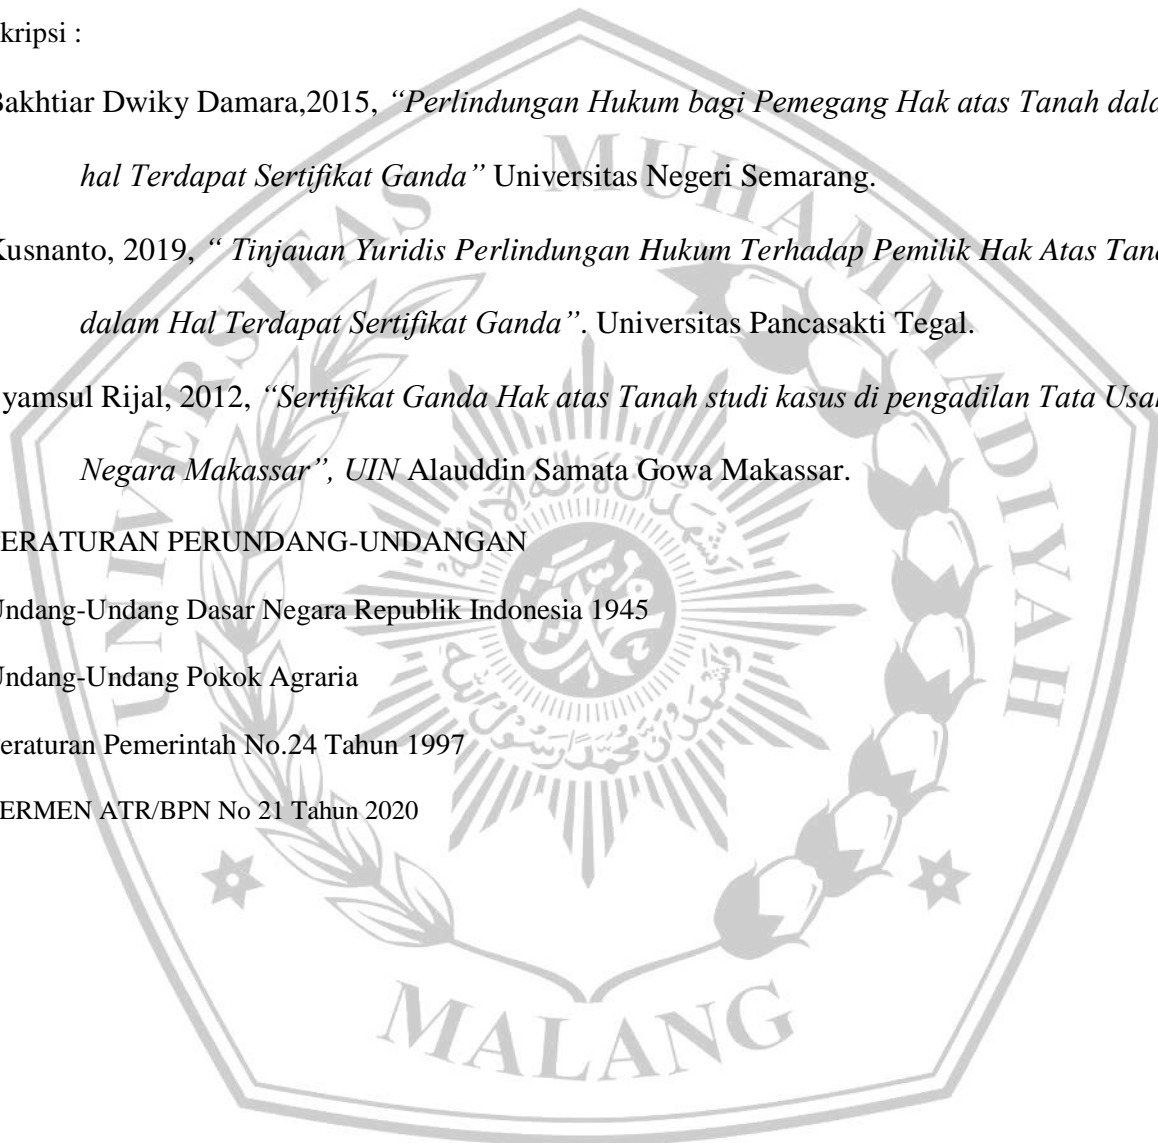 kripsi :
Bakhtiar Dwiky Damara,2015, “Perlindungan Hukum bagi Pemegang Hak atas Tanah dala
hal Terdapat Sertifikat Ganda” Universitas Negeri Semarang.
Kusnanto, 2019, “ Tinjauan Yuridis Perlindungan Hukum Terhadap Pemilik Hak Atas Tana
dalam Hal Terdapat Sertifikat Ganda”. Universitas Pancasakti Tegal.
yamsul Rijal, 2012, “Sertifikat Ganda Hak atas Tanah studi kasus di pengadilan Tata Usah
Negara Makassar”, UIN Alauddin Samata Gowa Makassar.
ERATURAN PERUNDANG-UNDANGAN
Undang-Undang Dasar Negara Republik Indonesia 1945
Undang-Undang Pokok Agraria
eraturan Pemerintah No.24 Tahun 1997
ERMEN ATR/BPN No 21 Tahun 2020
UNIVERSITAS MUHAMMADIYAH
MALANG